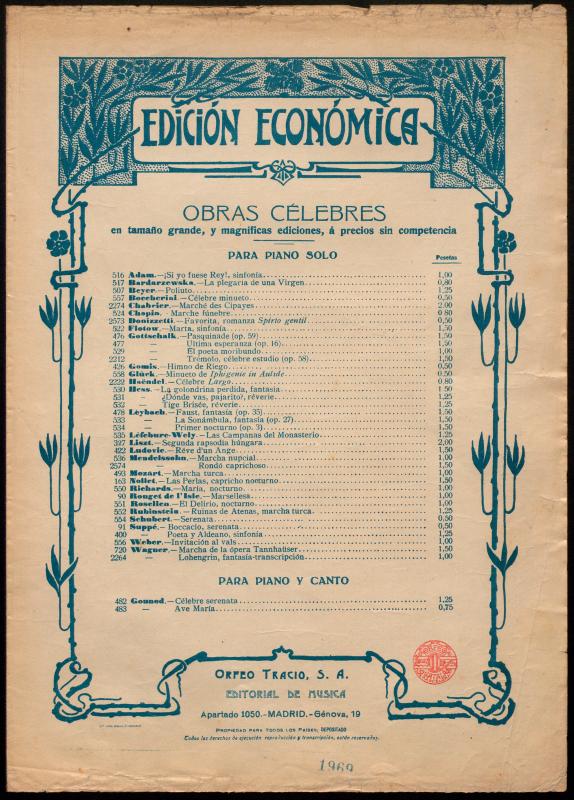 EDICIÓN ECONÓMICA
OBRAS CÉLEBRES
en tamaño grande, y magníficas ediciones, á precios sin competencia
PARA PIANO SOLO
Pesetas
516 Adam.—¡Si yo fuese Rey!, sinfonía 1,00
517 Bardarzewska.—La plegaria de una Virgen 0,80
507 Beyer.—Poliuto 1,25
557 Boccherini.—Célebre minueto 0,50
2274 Chabrier.—Marché des Cipayes 2,00
524 Chopin.—Marche fúnebre 0 80
2573 Donizetti.—Favorita, romanza Spirto gentil 0,50
522 Flotow.—Marta, sinfonía 1,50
476 Gottschalk.—Pasquinade (op. 59) 1,50
477 — Ultima esperanza (op. 16) 1,50
529 — El poeta moribundo 1,00
2212 — Trémolo, célebre estudio (op. 58) 1,50
426 Gomis.—Himno de Riego 0,50
558 Glück.—Minueto de Iphogenie in Aulide 0,50
2229 Haëndel.—Célebre Largo 0,80
530 Hess.—La golondrina perdida, fantasía 1 50
531 — ¿Dónde vas, pajarito?, rêverie 1,25
532 — Tige Brisée, rêverie 1,25
478 Leybach.—Faust, fantasía (op. 35) 1,50
533 — La Sonámbula, fantasía (op. 27) 1,50
534 — Primer nocturno (op. 3) 1,50
535 Léfebure-Wely.—Las Campanas del Monasterio 1,25
327 Liszt.—Segunda rapsodia húngara 2,00
422 Ludovic.—Rêve d'un Ange 1,50
536 Mendelssohn.—Marcha nupcial 1,00
2574 — Rondó caprichoso 1,50
493 Mozart.—Marcha turca 1,00
163 Nollet.—Las Perlas, capricho nocturno 1,50
550 Richards.—María, nocturno 1,00
90 Rouget de l'Isle.—Marsellesa 1,00
551 Rosellen.—El Delirio, nocturno 1,00
552 Rubinstein.—Ruinas de Atenas, marcha turca 1,25
554 Schubert.—Serenata 0,50
91 Suppé.—Boccacio, serenata 0,50
400 — Poeta y Aldeano, sinfonía 1,25
556 Weber.—Invitación al vals 1,00
720 Wagner.—Marcha de la ópera Tannhaüser 1,50
2264 — Lohengrin, fantasía-transcripción 1,00
PARA PIANO Y CANTO
482 Gounod.—Célebre serenata 1,25
483 — Ave María 0,75
ORFEO TRACIO, S. A.
EDITORIAL DE MUSICA
Apartado 1050.—MADRID.—Génova, 19
PROPIEDAD PARA TODOS LOS PAISES; DEPOSITADO
Todos los derechos de ejecución reproducción y transcripción, están reservados.
1969